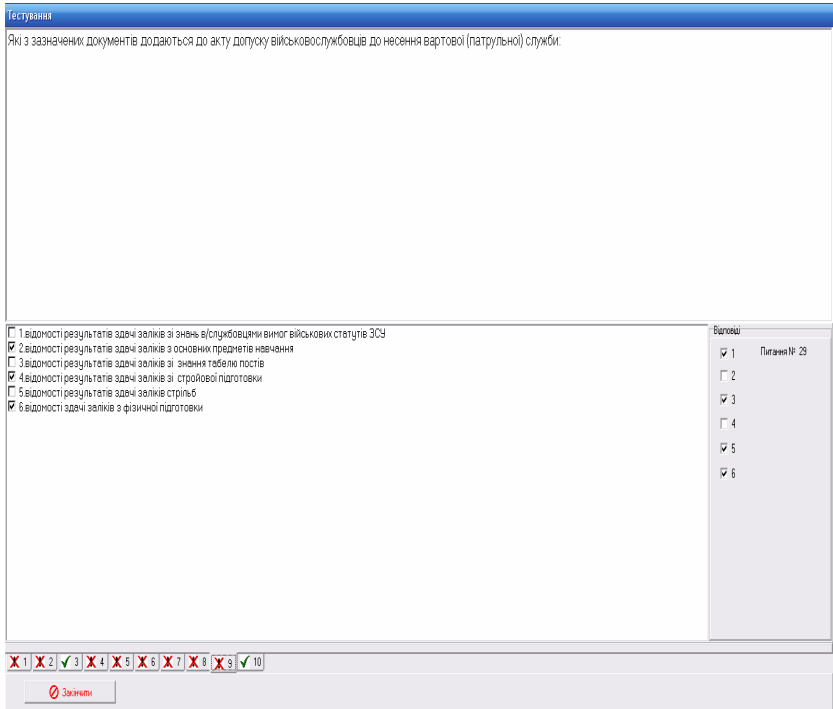 Тестування
Які з зазначених документів додаються до акту допуску військовослужбовців до несення вартової (патрульної) служби:
1.відомості результатів здачі заліків зі знань в/службовцями вимог військових статутів ЗСУ
2.відомості результатів здачі заліків з основних предметів навчання
3.відомості результатів здачі заліків зі знання табелю постів
4.відомості результатів здачі заліків зі стройової підготовки
5.відомості результатів здачі заліків стрільб
6.відомості здачі заліків з фізичної підготовки
Відповіді
1 Питання № 29
2
3
4
5
6
1 2 3 4 5 6 7 8 9 10
Закінчити